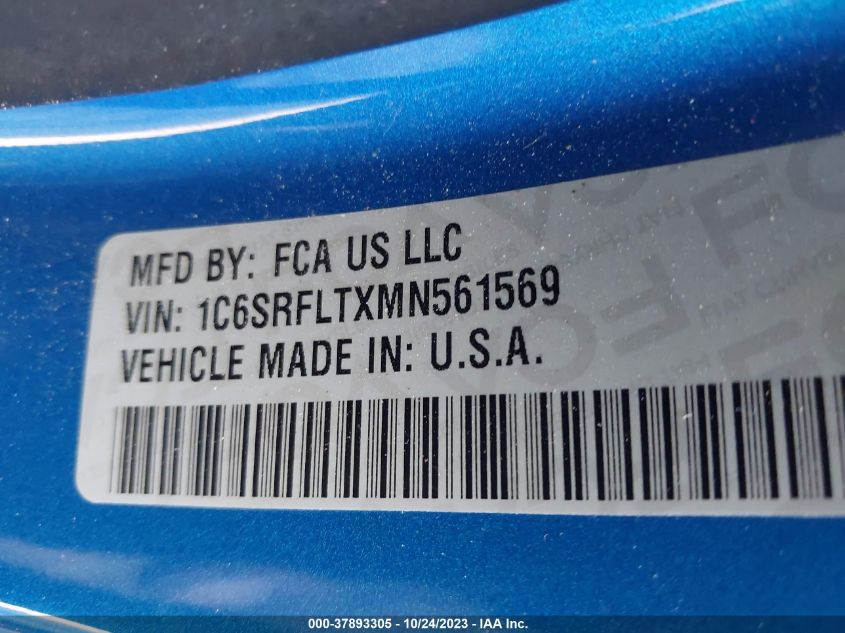 MFD BY: FCA US LLC
VIN: 1C6SRFLTXMN561569
VEHICLE MADE IN: U.S.A.
000-37893305 - 10/24/2023 - IAA Inc.